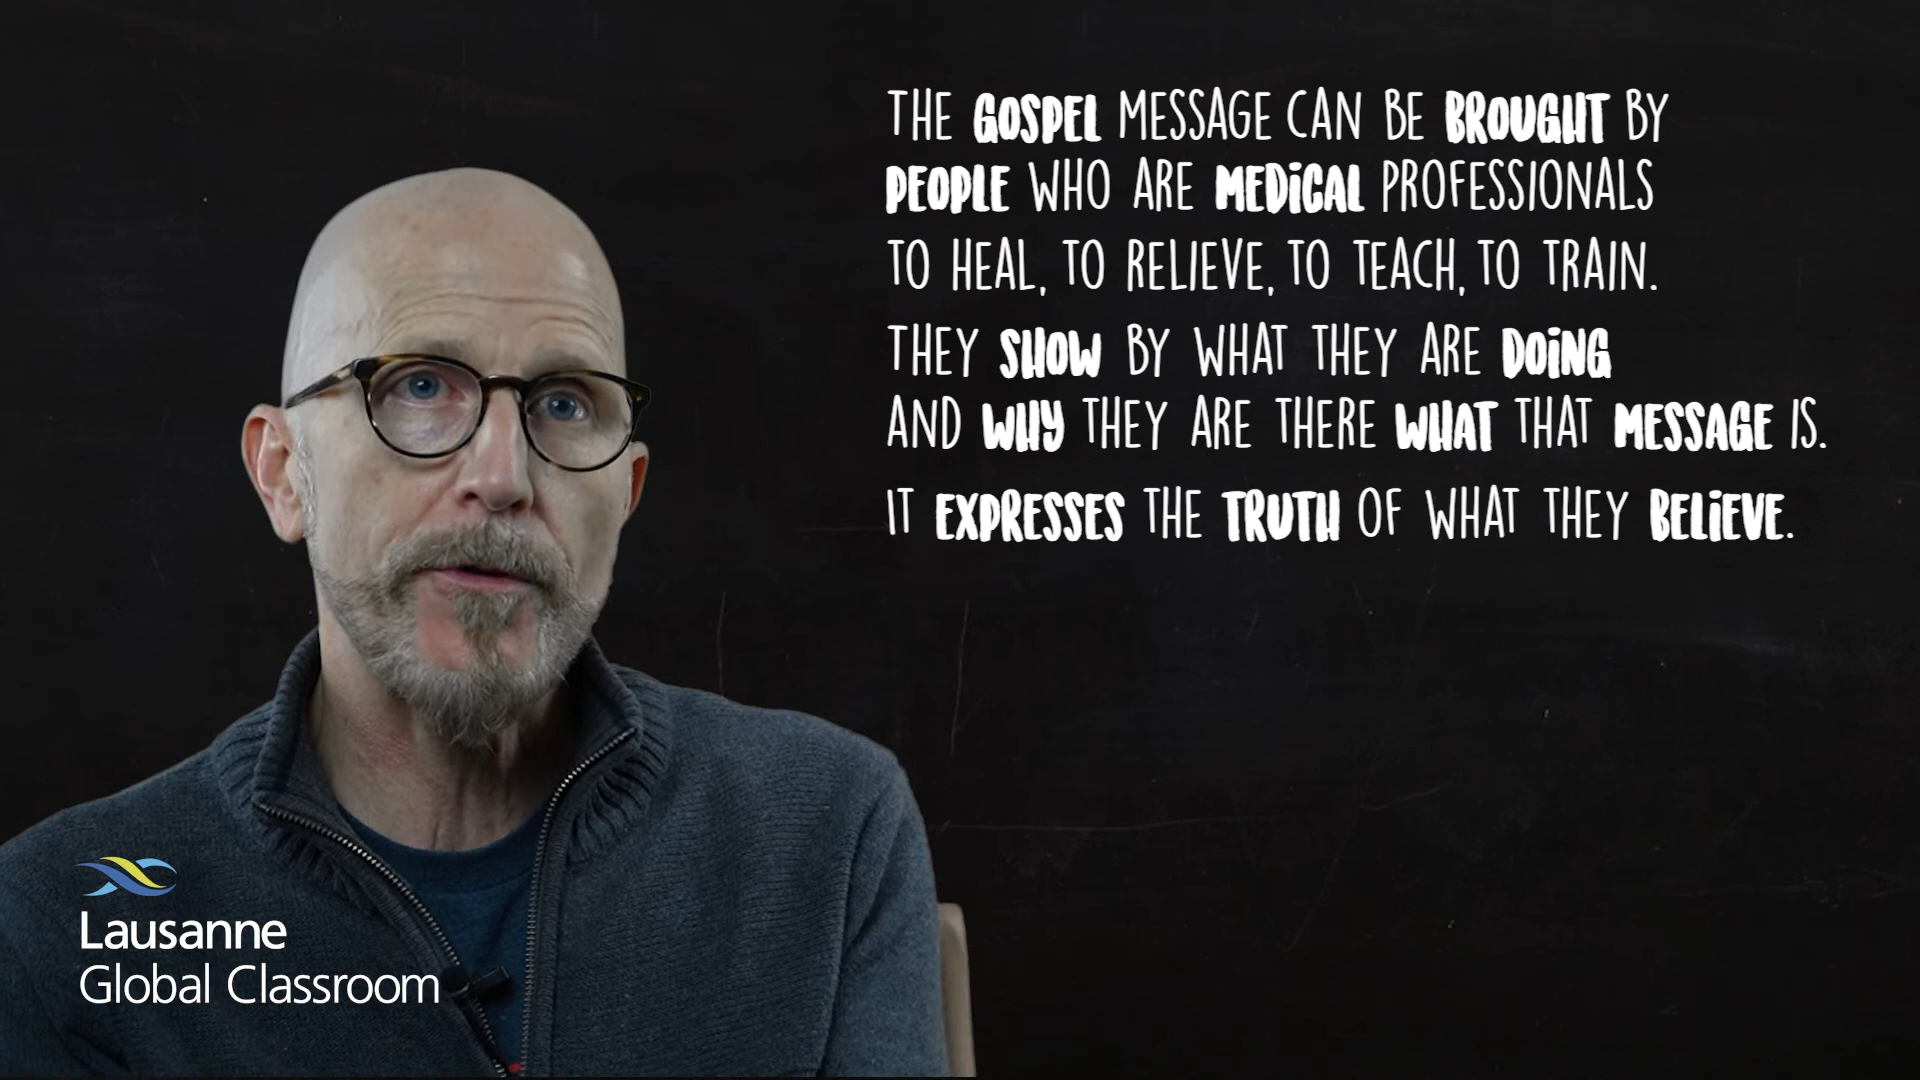 THE GOSPEL MESSAGE CAN BE BROUGHT BY
PEOPLE WHO ARE MEDiCAL PROFESSIONALS
TO HEAL, TO RELIEVE, TO TEACH, TO TRAIN.
THEY SHOW BY WHAT THEY ARE DOiNG
AND WHY THEY ARE THERE WHAT THAT MESSAGE IS.
IT EXPRESSES THE TRUTH OF WHAT THEY BELiEVE.
Lausanne
Global Classroom